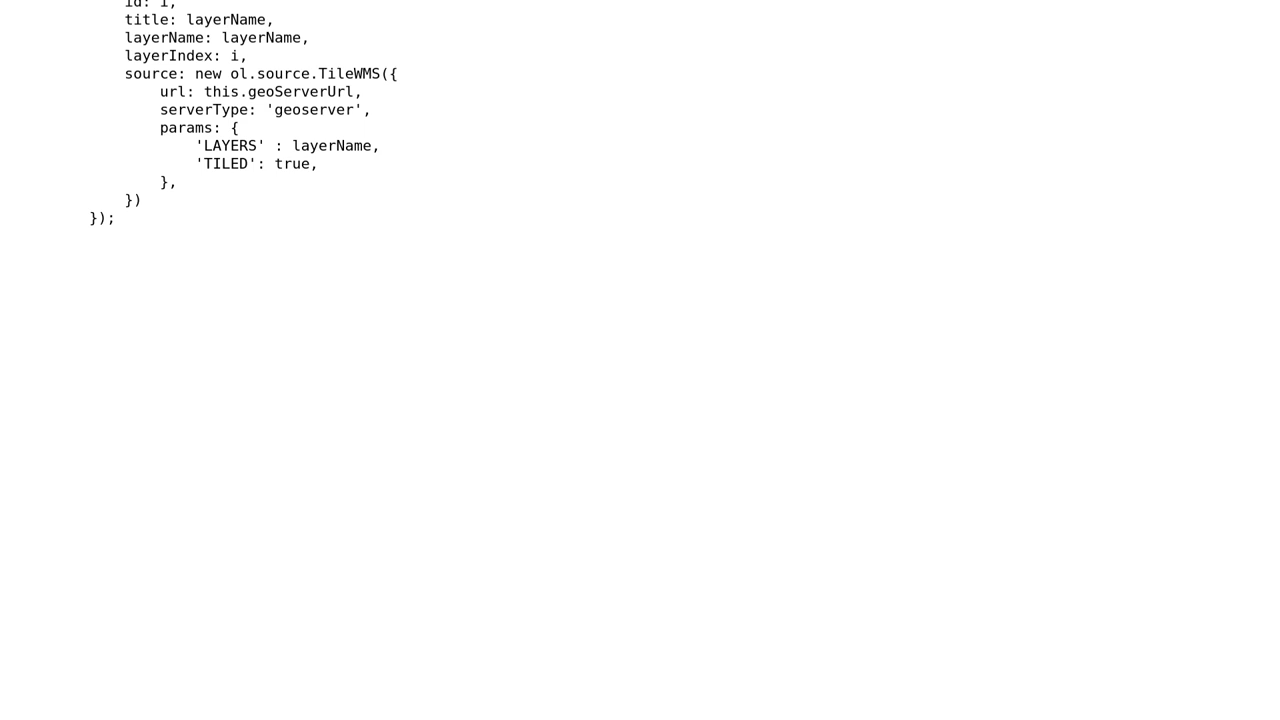 id: i,
title: layerName,
layerName: layerName,
layerIndex: i,
source: new ol.source.TileWMS({
url: this.geoServerUrl,
serverType: 'geoserver',
params: {
'LAYERS' : layerName,
'TILED': true,
},
})
});